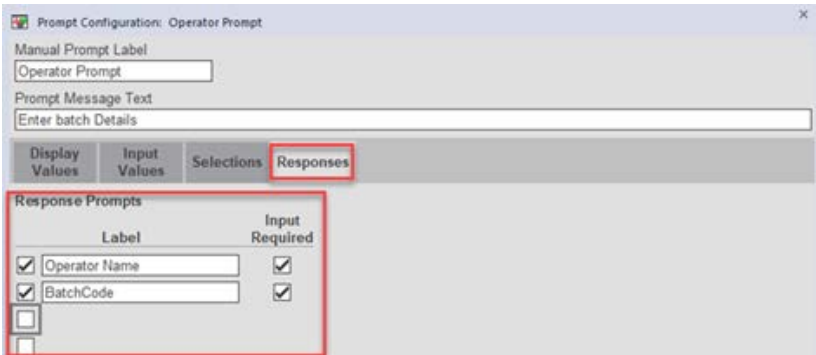 Prompt Configuration: Operator Prompt
Manual Prompt Label
Operator Prompt
Prompt Message Text
Enter batch Details
Display Values
Input Values
Selections
Responses
Response Prompts
Label
Input Required
Operator Name
BatchCode